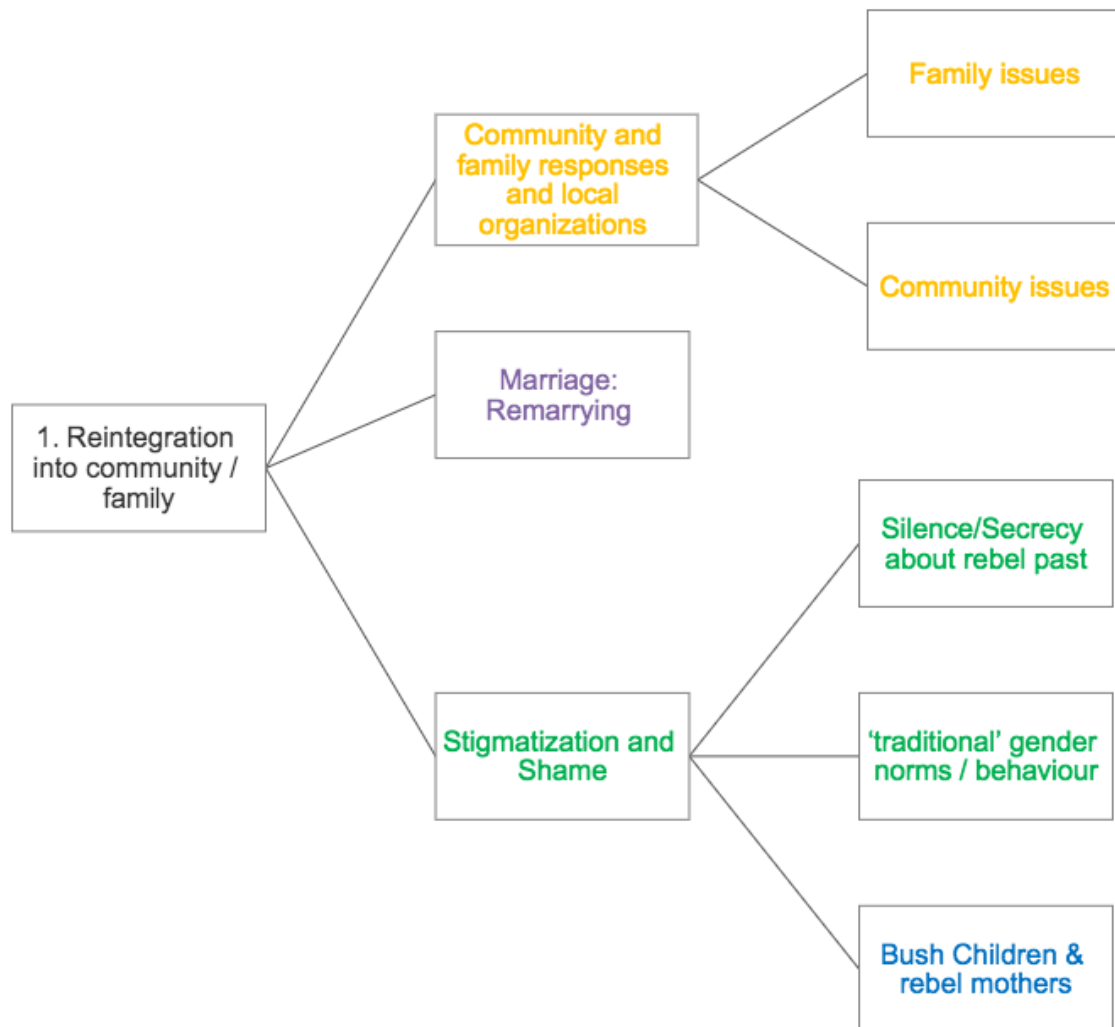 Family issues
Community and
family responses
and local
organizations
Community issues
Marriage:
Remarrying
1. Reintegration
into community /
family
Silence/Secrecy
about rebel past
Stigmatization and
Shame
‘traditional’ gender
norms / behaviour
Bush Children &
rebel mothers